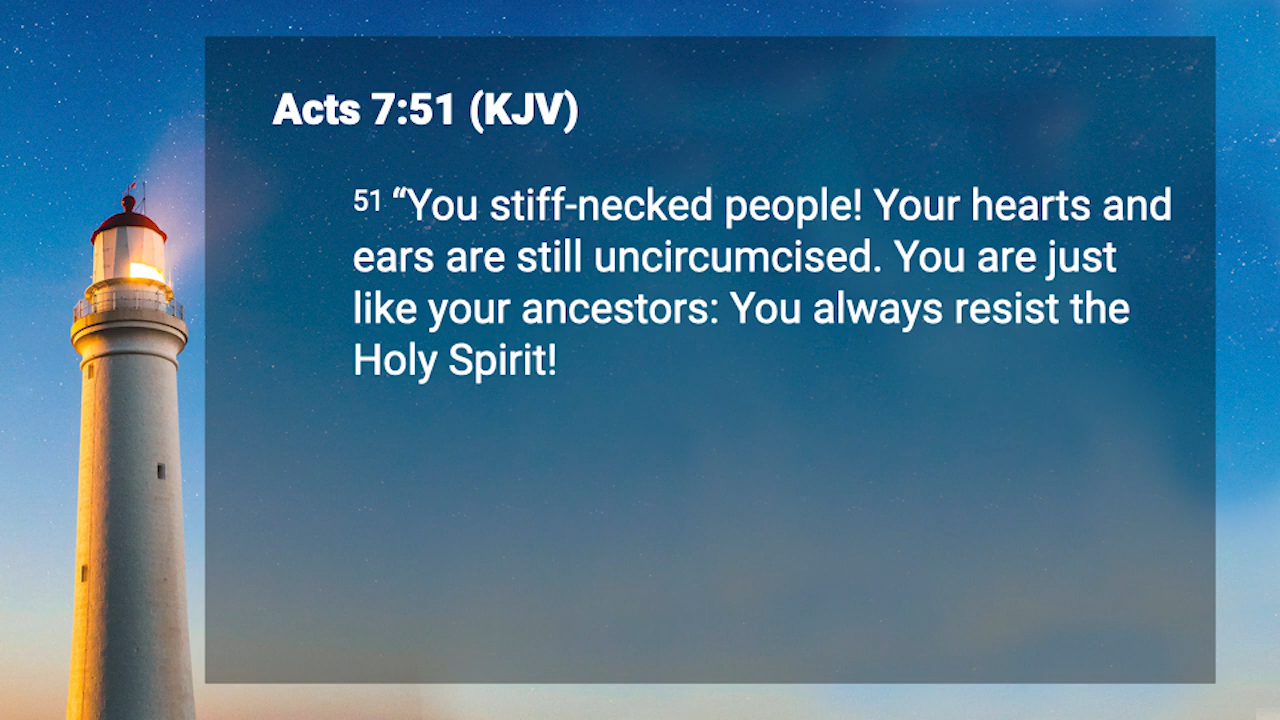 Acts 7:51 (KJV)
51 “You stiff-necked people! Your hearts and
ears are still uncircumcised. You are just
like your ancestors: You always resist the
Holy Spirit!